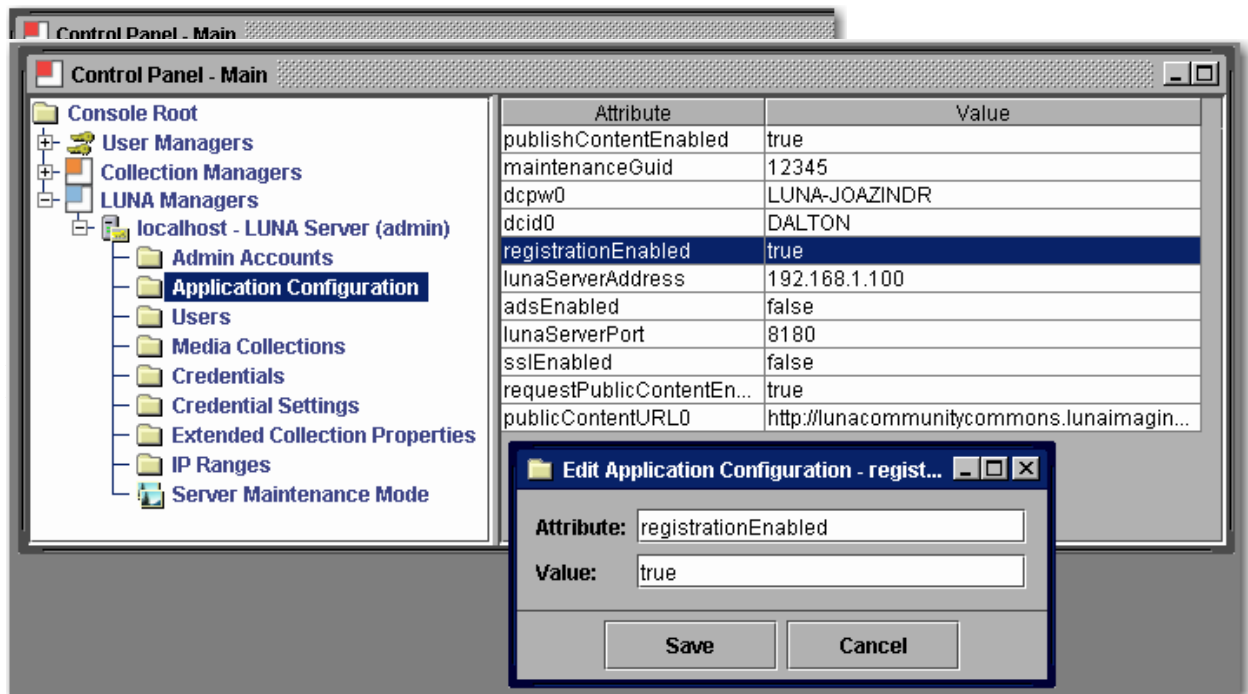 Control Panel - Main
Control Panel - Main
Console Root
User Managers
Collection Managers
LUNA Managers
localhost - LUNA Server (admin)
Admin Accounts
Application Configuration
Users
Media Collections
Credentials
Credential Settings
Extended Collection Properties
IP Ranges
Server Maintenance Mode
Attribute Value
publishContentEnabled true
maintenanceGuid 12345
dcpw0 LUNA-JOAZINDR
dcid0 DALTON
registrationEnabled true
lunaServerAddress 192.168.1.100
adsEnabled false
lunaServerPort 8180
sslEnabled false
requestPublicContentEn... true
publicContentURL0 http://lunacommunitycommons.lunaimagin...
Edit Application Configuration - regist...
Attribute: registrationEnabled
Value: true
Save Cancel